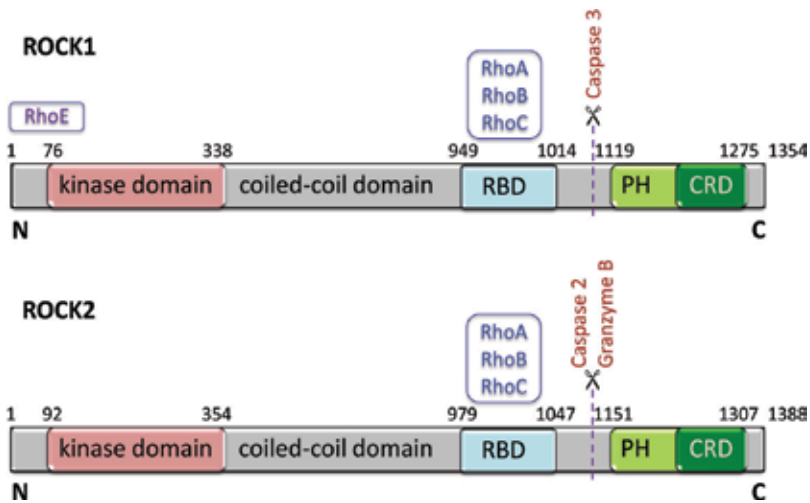 ROCK1
RhoE
RhoA
RhoB
RhoC
Caspase 3
1 76 338 949 1014 1119 1275 1354
kinase domain coiled-coil domain RBD PH CRD
N C
ROCK2
RhoA
RhoB
RhoC
Caspase 2
Granzyme B
1 92 354 979 1047 1151 1307 1388
kinase domain coiled-coil domain RBD PH CRD
N C